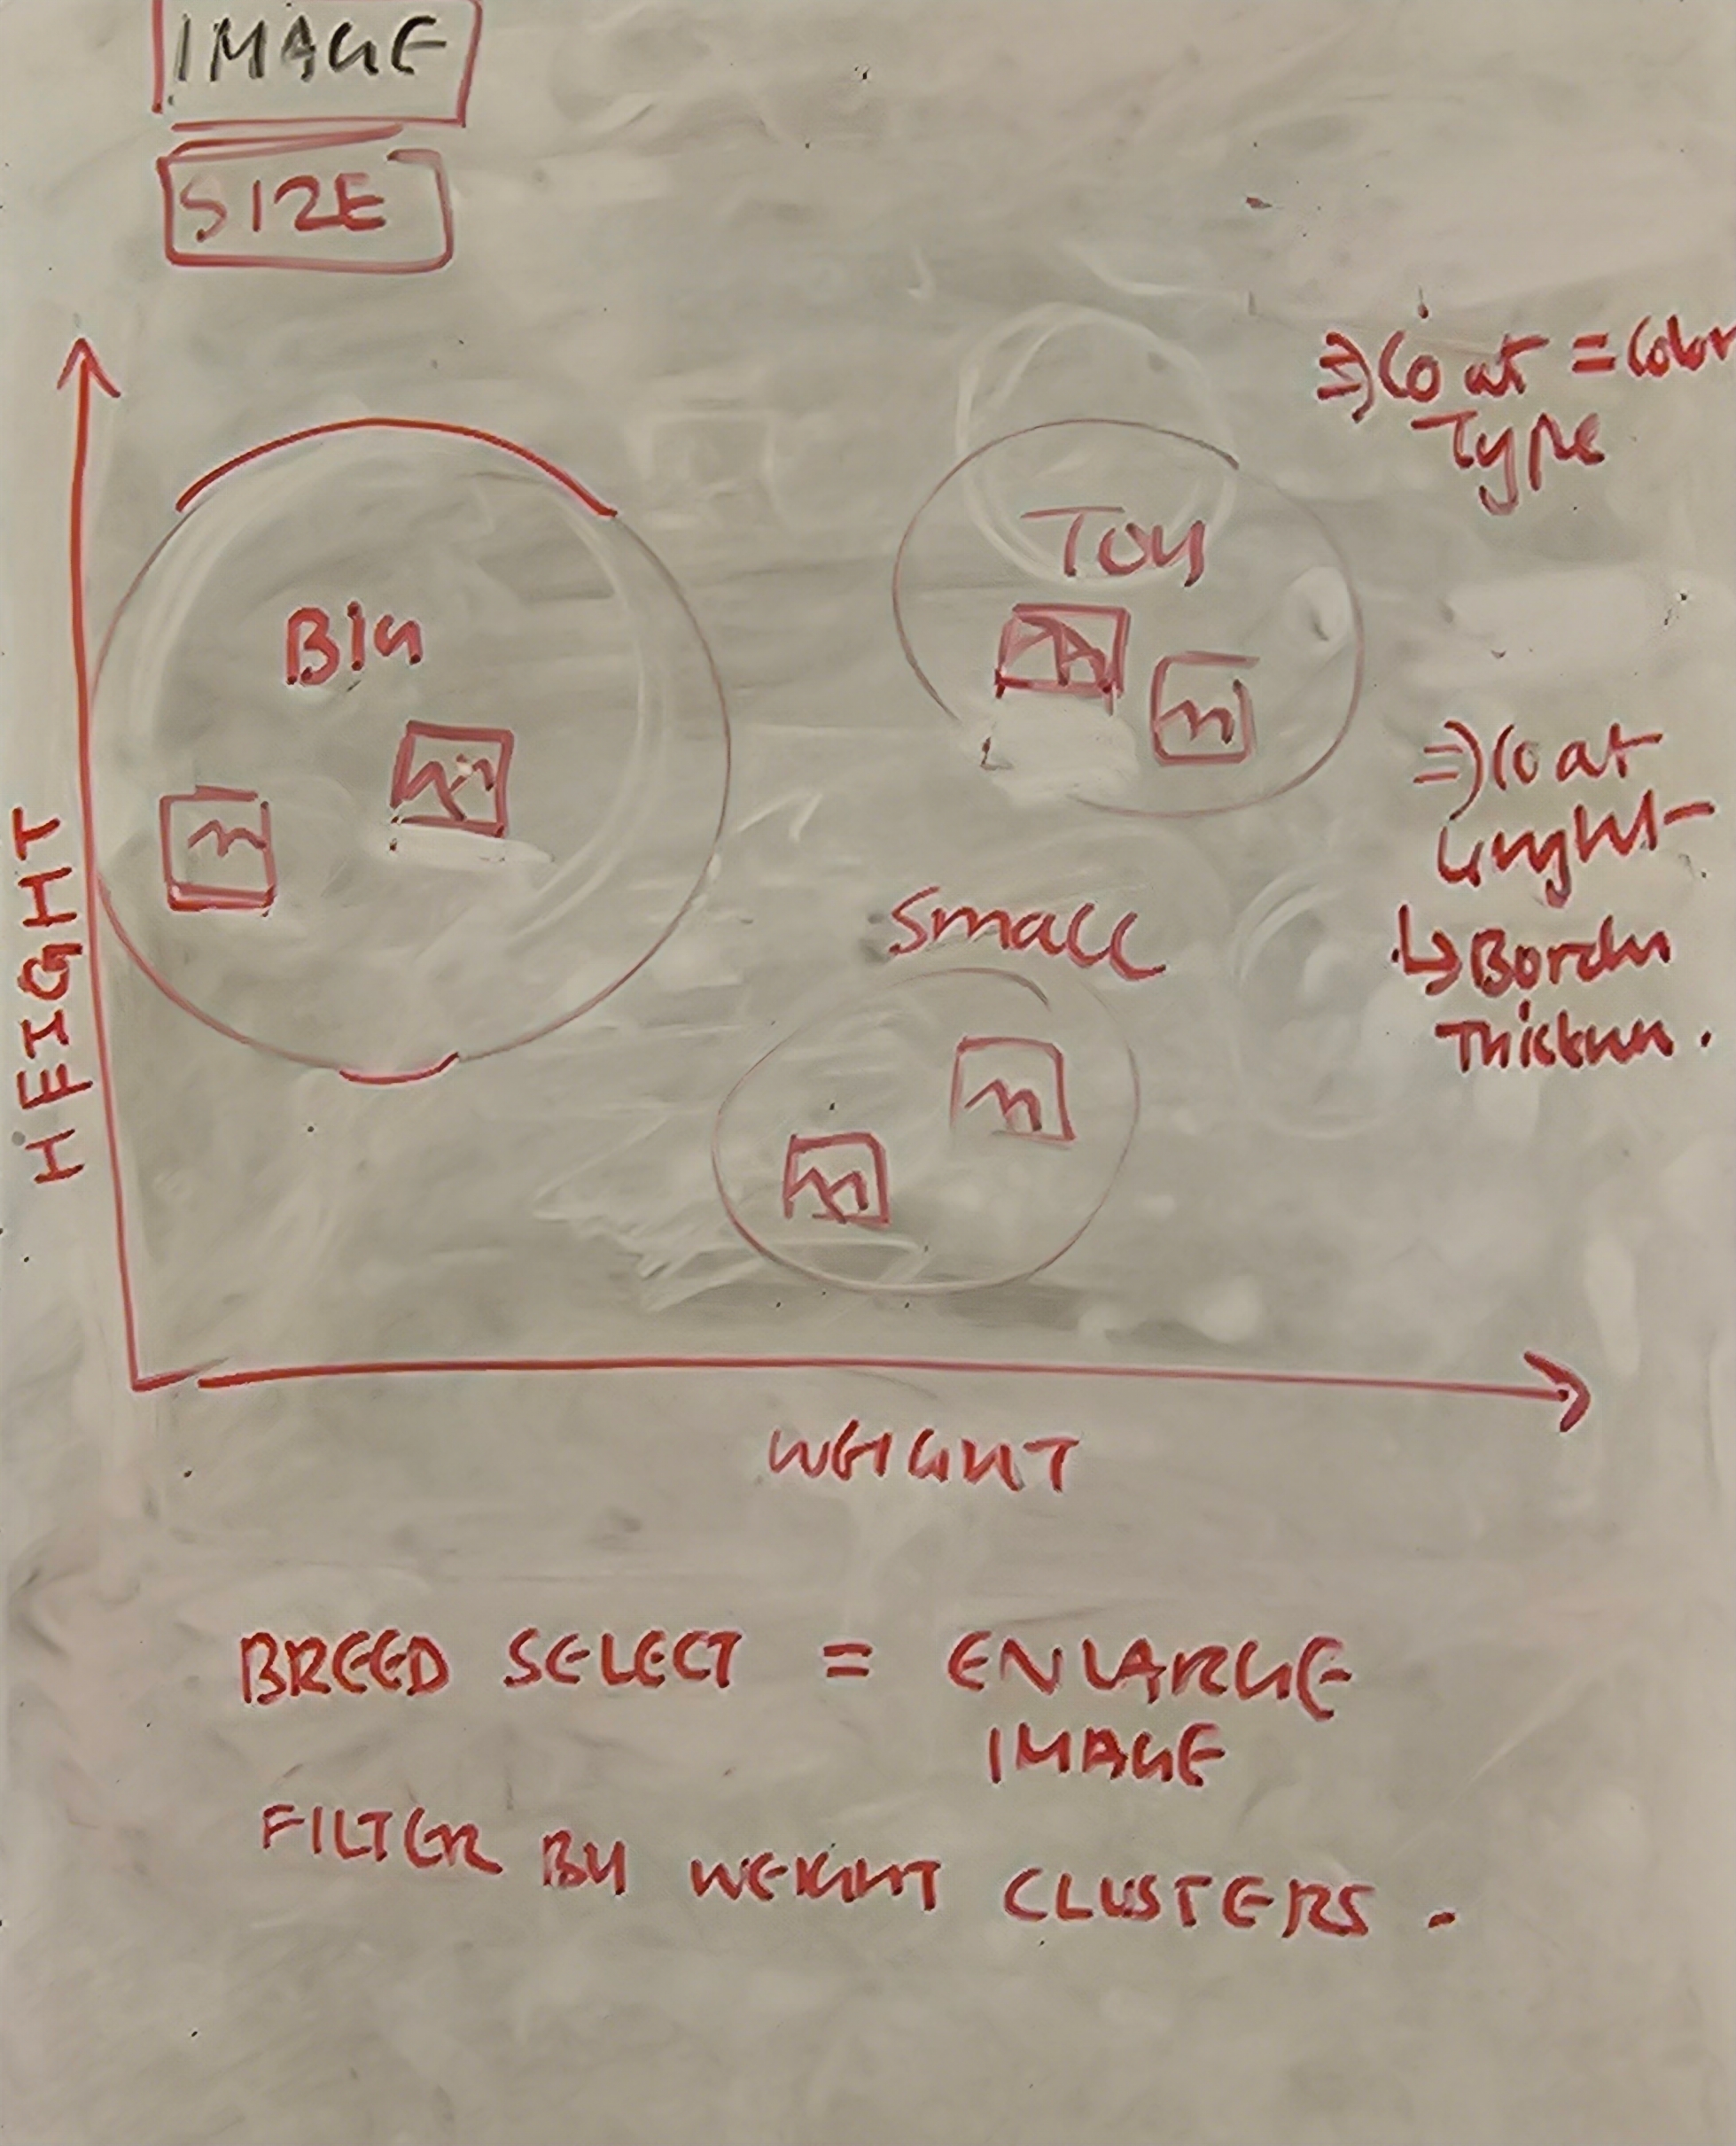 IMAGE
SIZE
⇒ Coat = Color
Type
Toy
BIG
⇒ Coat
Lenght
Small
↳ Border
Thickness.
HEIGHT
WEIGHT
BREED SELECT = ENLARGE
IMAGE
FILTER BY WEIGHT CLUSTERS.